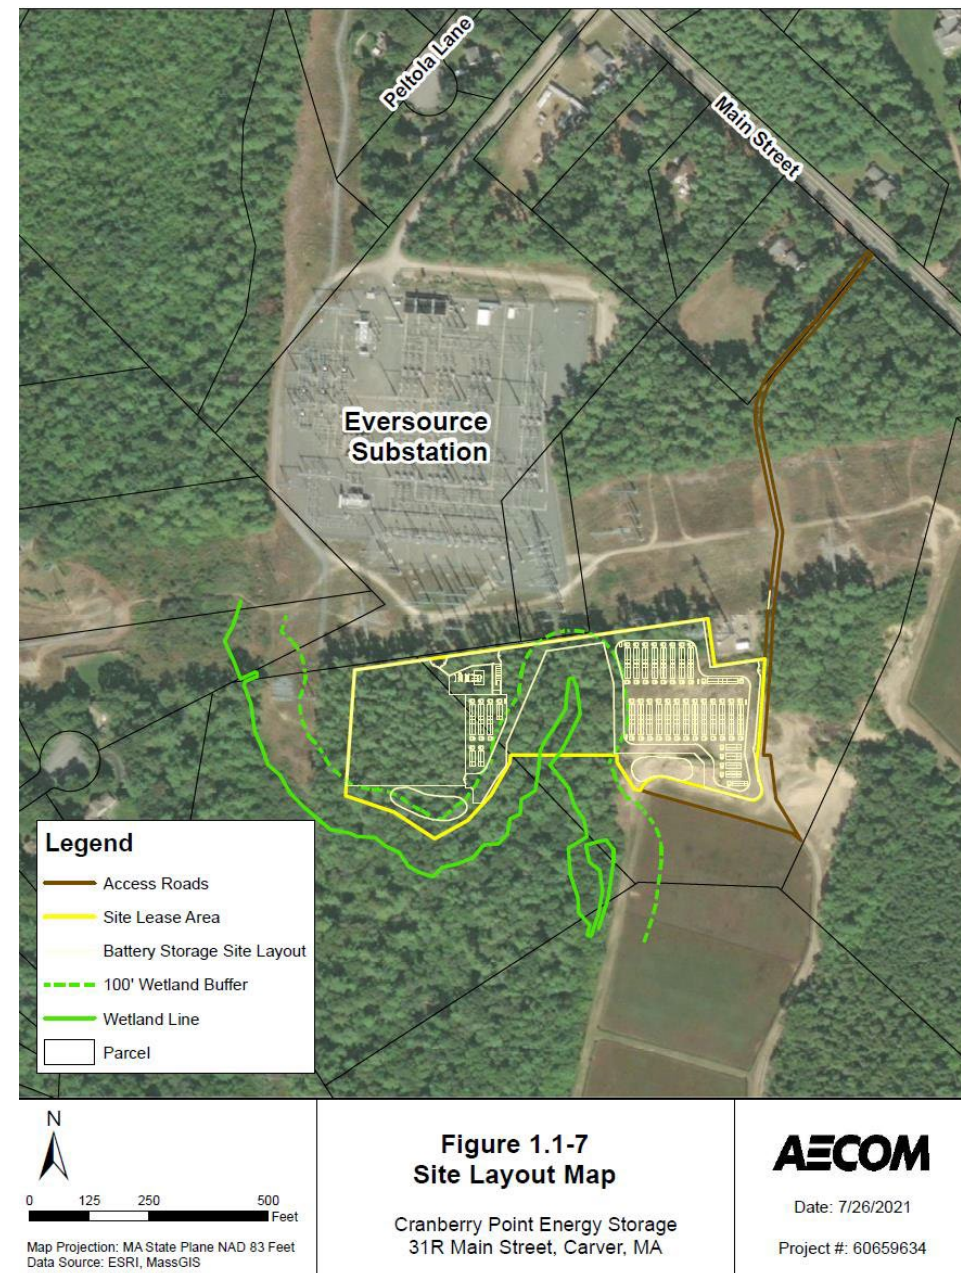 Peltola Lane
Main Street
Eversource
Substation
Legend
Access Roads
Site Lease Area
Battery Storage Site Layout
100' Wetland Buffer
Wetland Line
Parcel
N
0 125 250 500
Feet
Map Projection: MA State Plane NAD 83 Feet
Data Source: ESRI, MassGIS
Figure 1.1-7
Site Layout Map
Cranberry Point Energy Storage
31R Main Street, Carver, MA
AECOM
Date: 7/26/2021
Project #: 60659634